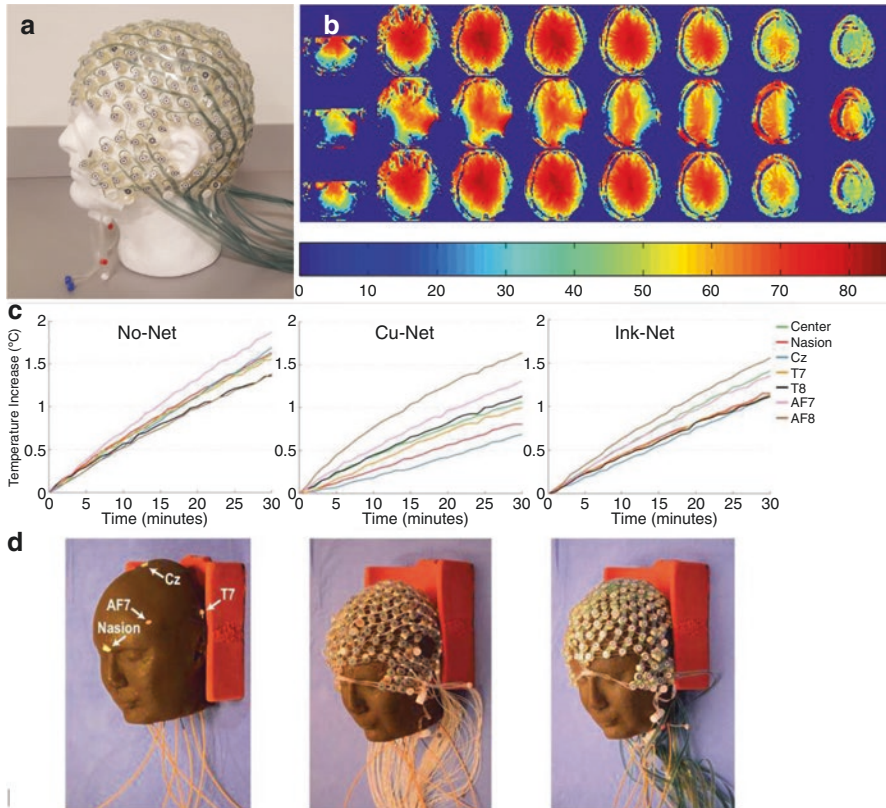 a
b
0 10 20 30 40 50 60 70 80
c
No-Net
Cu-Net
Ink-Net
Temperature Increase (°C)
2
1.5
1
0.5
0
0 5 10 15 20 25 30
Time (minutes)
2
1.5
1
0.5
0
0 5 10 15 20 25 30
Time (minutes)
2
1.5
1
0.5
0
0 5 10 15 20 25 30
Time (minutes)
Center
Nasion
Cz
T7
T8
AF7
AF8
d
Cz
T7
AF7
Nasion